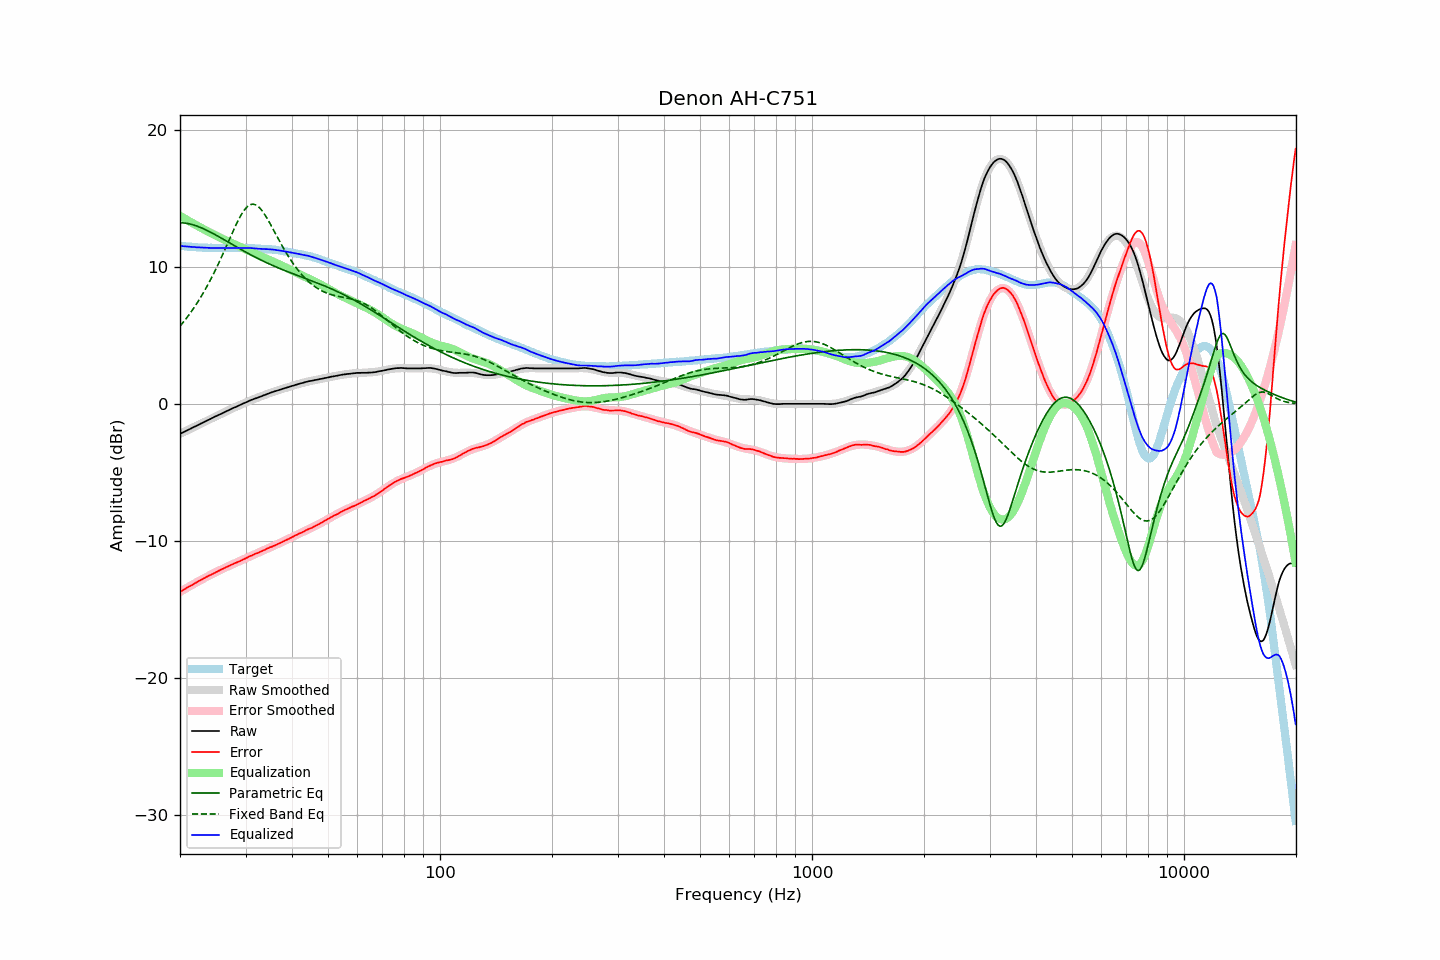 Denon AH-C751
20
10
0
−10
−20
−30
Amplitude (dBr)
Target
Raw Smoothed
Error Smoothed
Raw
Error
Equalization
Parametric Eq
Fixed Band Eq
Equalized
100
1000
10000
Frequency (Hz)